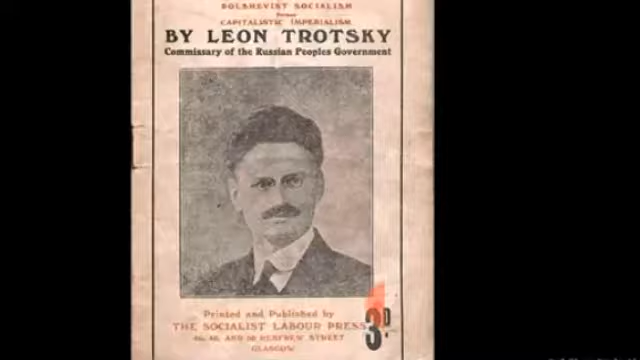 BOLSHEVIST SOCIALISM
Versus
CAPITALISTIC IMPERIALISM
BY LEON TROTSKY
Commissary of the Russian Peoples Government
Printed and Published by
THE SOCIALIST LABOUR PRESS
46, 48, AND 50 RENFREW STREET
GLASGOW
3D.